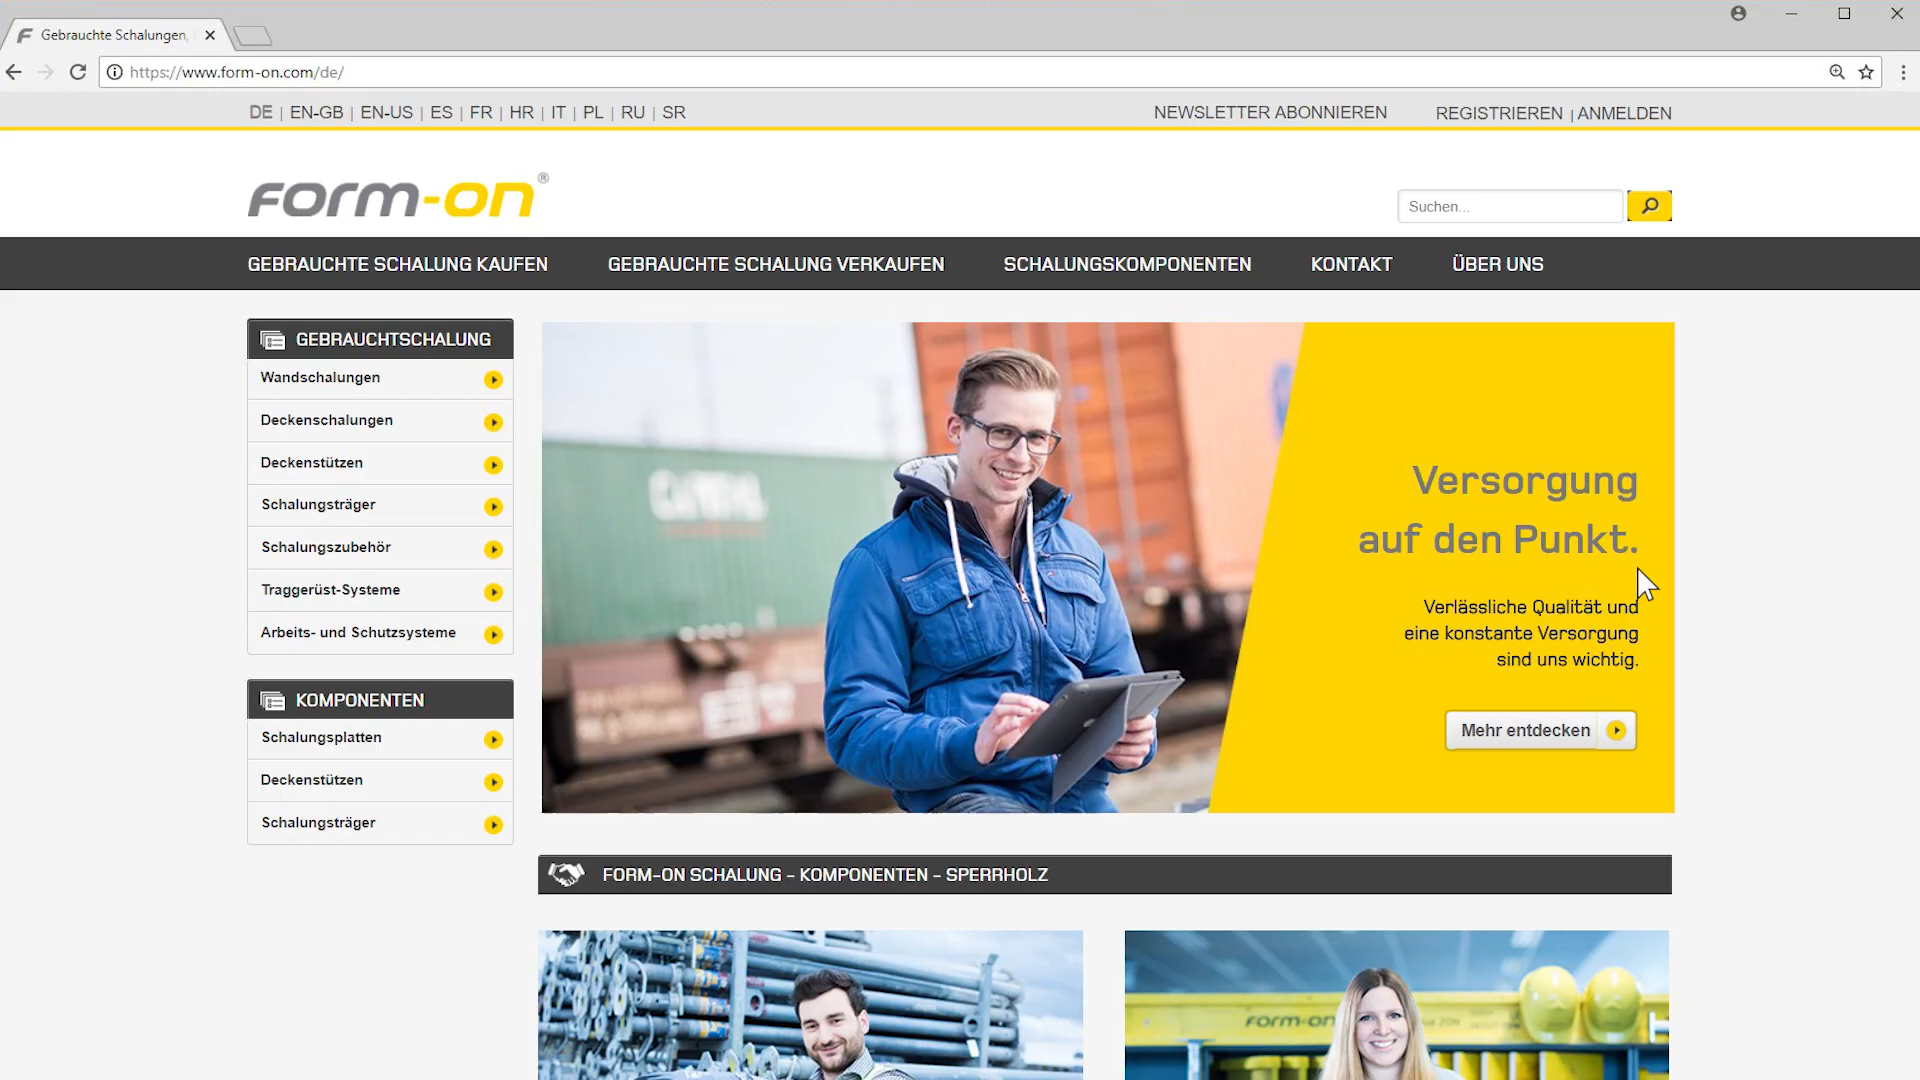 Gebrauchte Schalungen,
https://www.form-on.com/de/
DE | EN-GB | EN-US | ES | FR | HR | IT | PL | RU | SR
NEWSLETTER ABONNIEREN
REGISTRIEREN | ANMELDEN
form-on®
Suchen...
GEBRAUCHTE SCHALUNG KAUFEN
GEBRAUCHTE SCHALUNG VERKAUFEN
SCHALUNGSKOMPONENTEN
KONTAKT
ÜBER UNS
GEBRAUCHTSCHALUNG
Wandschalungen
Deckenschalungen
Deckenstützen
Schalungsträger
Schalungszubehör
Traggerüst-Systeme
Arbeits- und Schutzsysteme
KOMPONENTEN
Schalungsplatten
Deckenstützen
Schalungsträger
Versorgung
auf den Punkt.
Verlässliche Qualität und
eine konstante Versorgung
sind uns wichtig.
Mehr entdecken
FORM-ON SCHALUNG - KOMPONENTEN - SPERRHOLZ
form-on